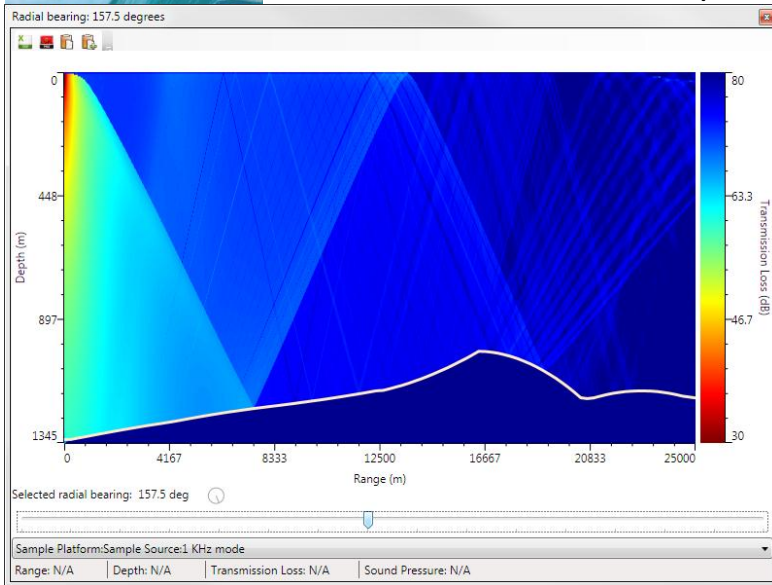 Radial bearing: 157.5 degrees
0
448
897
1345
Depth (m)
0
4167
8333
12500
16667
20833
25000
Range (m)
80
63.3
46.7
30
Transmission Loss (dB)
Selected radial bearing: 157.5 deg
Sample Platform:Sample Source:1 KHz mode
Range: N/A Depth: N/A Transmission Loss: N/A Sound Pressure: N/A